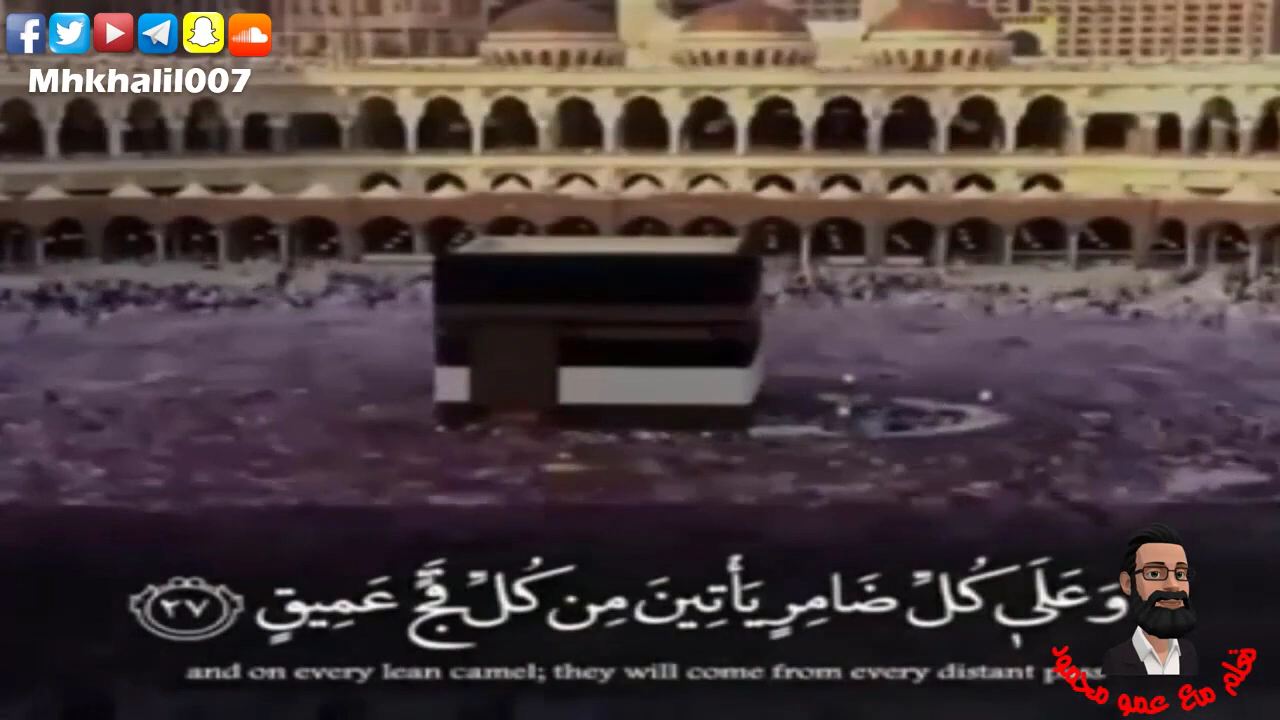 Mhkhalil007
وَعَلَىٰ كُلِّ ضَامِرٍ يَأْتِينَ مِن كُلِّ فَجٍّ عَمِيقٍ ٢٧
and on every lean camel; they will come from every distant
تعلم مع عمو محمود